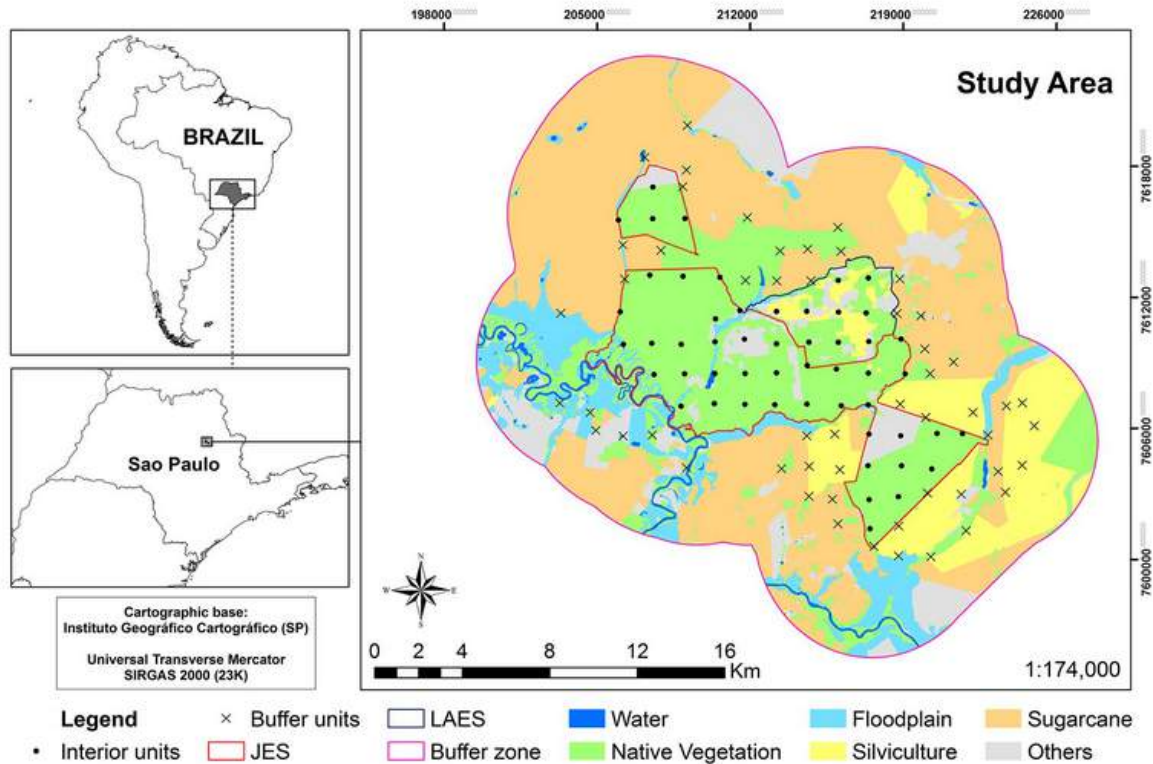 198000 205000 212000 219000 226000
Study Area
BRAZIL
7618000
7612000
7606000
7600000
Sao Paulo
N
W E
S
Cartographic base:
Instituto Geográfico Cartográfico (SP)
Universal Transverse Mercator
SIRGAS 2000 (23K)
0 2 4 8 12 16
Km
1:174,000
Legend × Buffer units LAES Water Floodplain Sugarcane
• Interior units JES Buffer zone Native Vegetation Silviculture Others